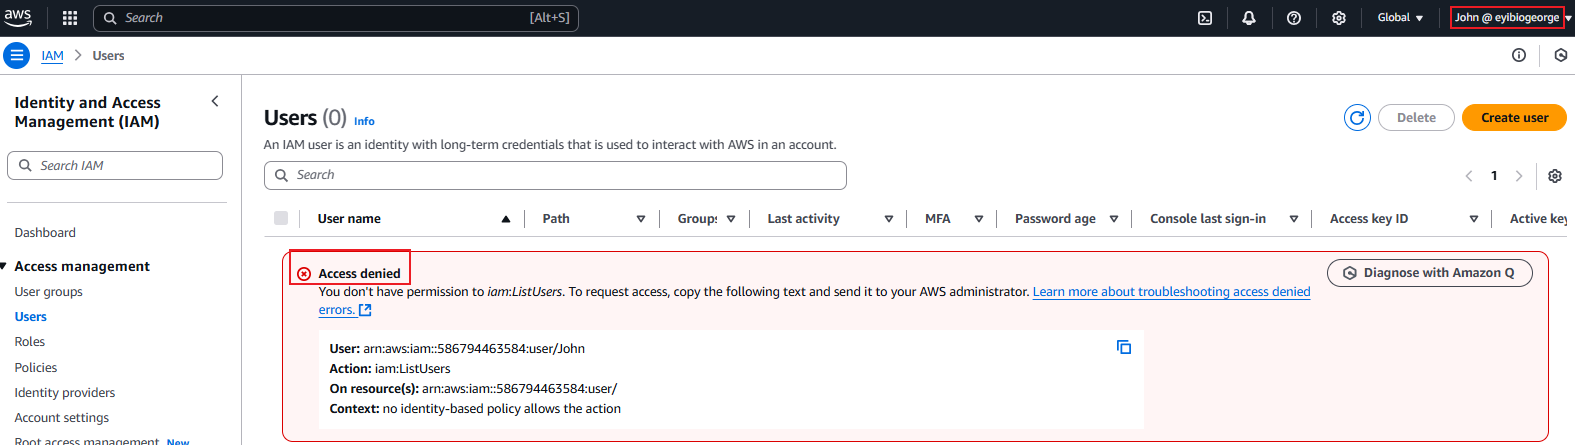 aws
Search [Alt+S]
Global
John @ eyibiogeorge
IAM > Users
Identity and Access
Management (IAM)
Search IAM
Dashboard
Access management
User groups
Users
Roles
Policies
Identity providers
Account settings
Root access management New
Users (0) Info
An IAM user is an identity with long-term credentials that is used to interact with AWS in an account.
Delete
Create user
Search
1
User name Path Groups Last activity MFA Password age Console last sign-in Access key ID Active key
Access denied
Diagnose with Amazon Q
You don't have permission to iam:ListUsers. To request access, copy the following text and send it to your AWS administrator. Learn more about troubleshooting access denied
errors.
User: arn:aws:iam::586794463584:user/John
Action: iam:ListUsers
On resource(s): arn:aws:iam::586794463584:user/
Context: no identity-based policy allows the action